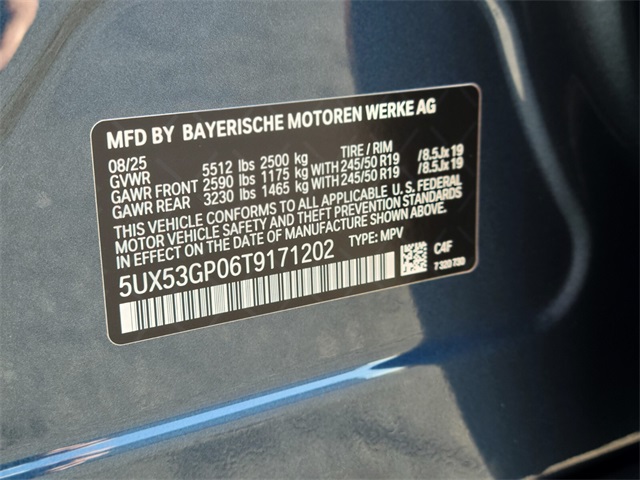 MFD BY BAYERISCHE MOTOREN WERKE AG
08/25 TIRE / RIM
GVWR 5512 lbs 2500 kg
GAWR FRONT 2590 lbs 1175 kg WITH 245/50 R19 /8.5Jx19
GAWR REAR 3230 lbs 1465 kg WITH 245/50 R19 /8.5Jx19
THIS VEHICLE CONFORMS TO ALL APPLICABLE U.S. FEDERAL
MOTOR VEHICLE SAFETY AND THEFT PREVENTION STANDARDS
IN EFFECT ON THE DATE OF MANUFACTURE SHOWN ABOVE.
5UX53GP06T9171202 TYPE: MPV
C4F
7 320 730